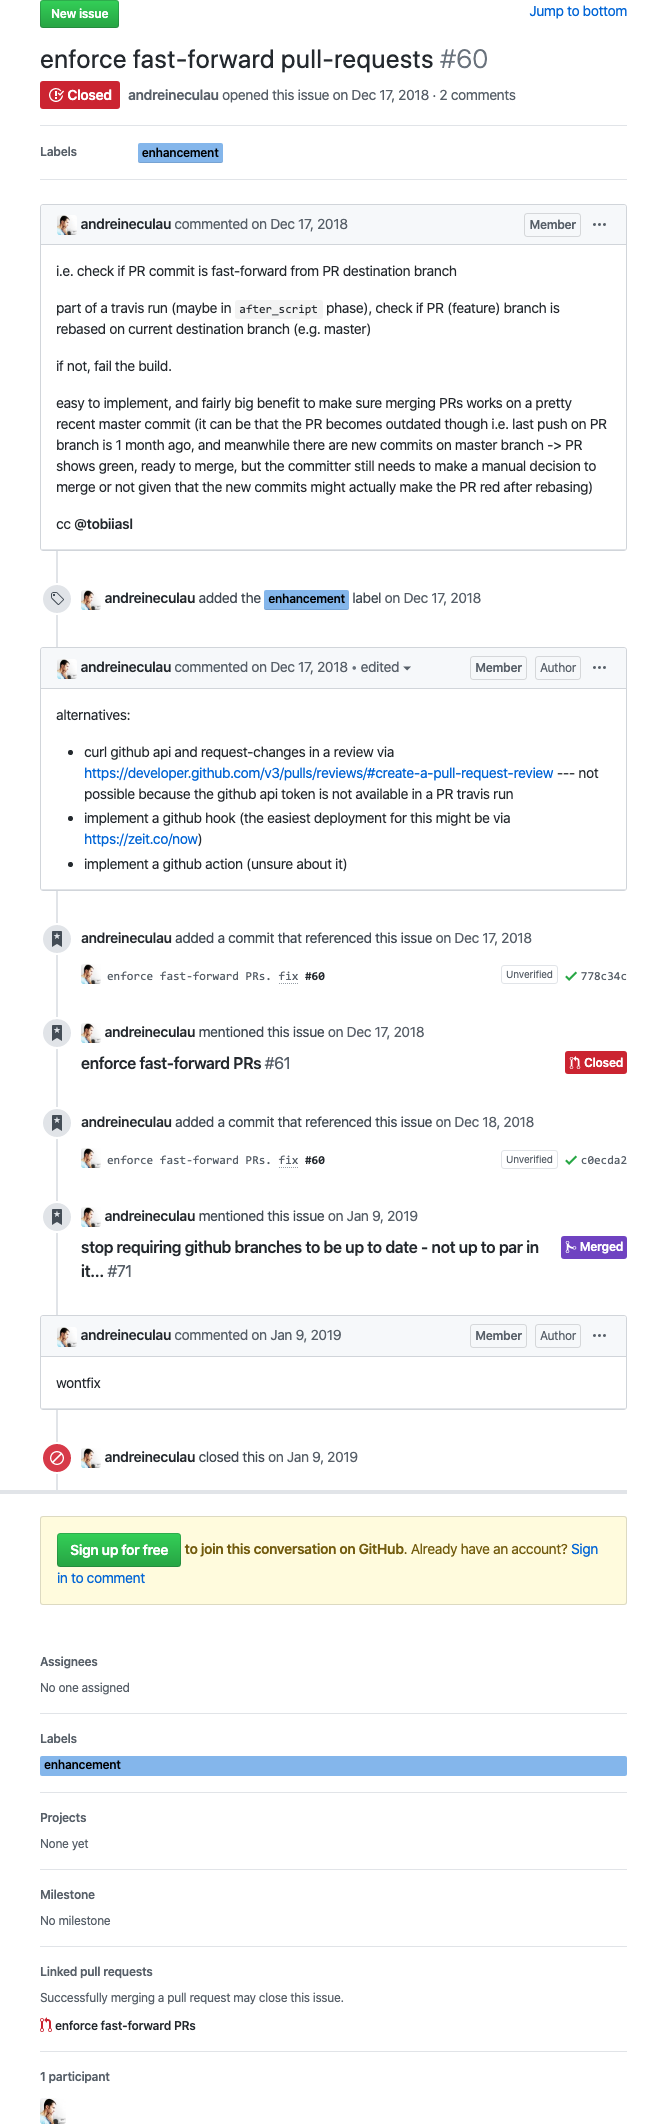 New issue
Jump to bottom
enforce fast-forward pull-requests #60
Closed
andreineculau opened this issue on Dec 17, 2018 · 2 comments
Labels
enhancement
andreineculau commented on Dec 17, 2018
Member
i.e. check if PR commit is fast-forward from PR destination branch
part of a travis run (maybe in after_script phase), check if PR (feature) branch is
rebased on current destination branch (e.g. master)
if not, fail the build.
easy to implement, and fairly big benefit to make sure merging PRs works on a pretty
recent master commit (it can be that the PR becomes outdated though i.e. last push on PR
branch is 1 month ago, and meanwhile there are new commits on master branch -> PR
shows green, ready to merge, but the committer still needs to make a manual decision to
merge or not given that the new commits might actually make the PR red after rebasing)
cc @tobiiasl
andreineculau added the enhancement label on Dec 17, 2018
andreineculau commented on Dec 17, 2018 • edited
Member
Author
alternatives:
• curl github api and request-changes in a review via
https://developer.github.com/v3/pulls/reviews/#create-a-pull-request-review --- not
possible because the github api token is not available in a PR travis run
• implement a github hook (the easiest deployment for this might be via
https://zeit.co/now)
• implement a github action (unsure about it)
andreineculau added a commit that referenced this issue on Dec 17, 2018
enforce fast-forward PRs. fix #60
Unverified
778c34c
andreineculau mentioned this issue on Dec 17, 2018
enforce fast-forward PRs #61
Closed
andreineculau added a commit that referenced this issue on Dec 18, 2018
enforce fast-forward PRs. fix #60
Unverified
c0ecda2
andreineculau mentioned this issue on Jan 9, 2019
stop requiring github branches to be up to date - not up to par in
it... #71
Merged
andreineculau commented on Jan 9, 2019
Member
Author
wontfix
andreineculau closed this on Jan 9, 2019
Sign up for free to join this conversation on GitHub. Already have an account? Sign
in to comment
Assignees
No one assigned
Labels
enhancement
Projects
None yet
Milestone
No milestone
Linked pull requests
Successfully merging a pull request may close this issue.
enforce fast-forward PRs
1 participant